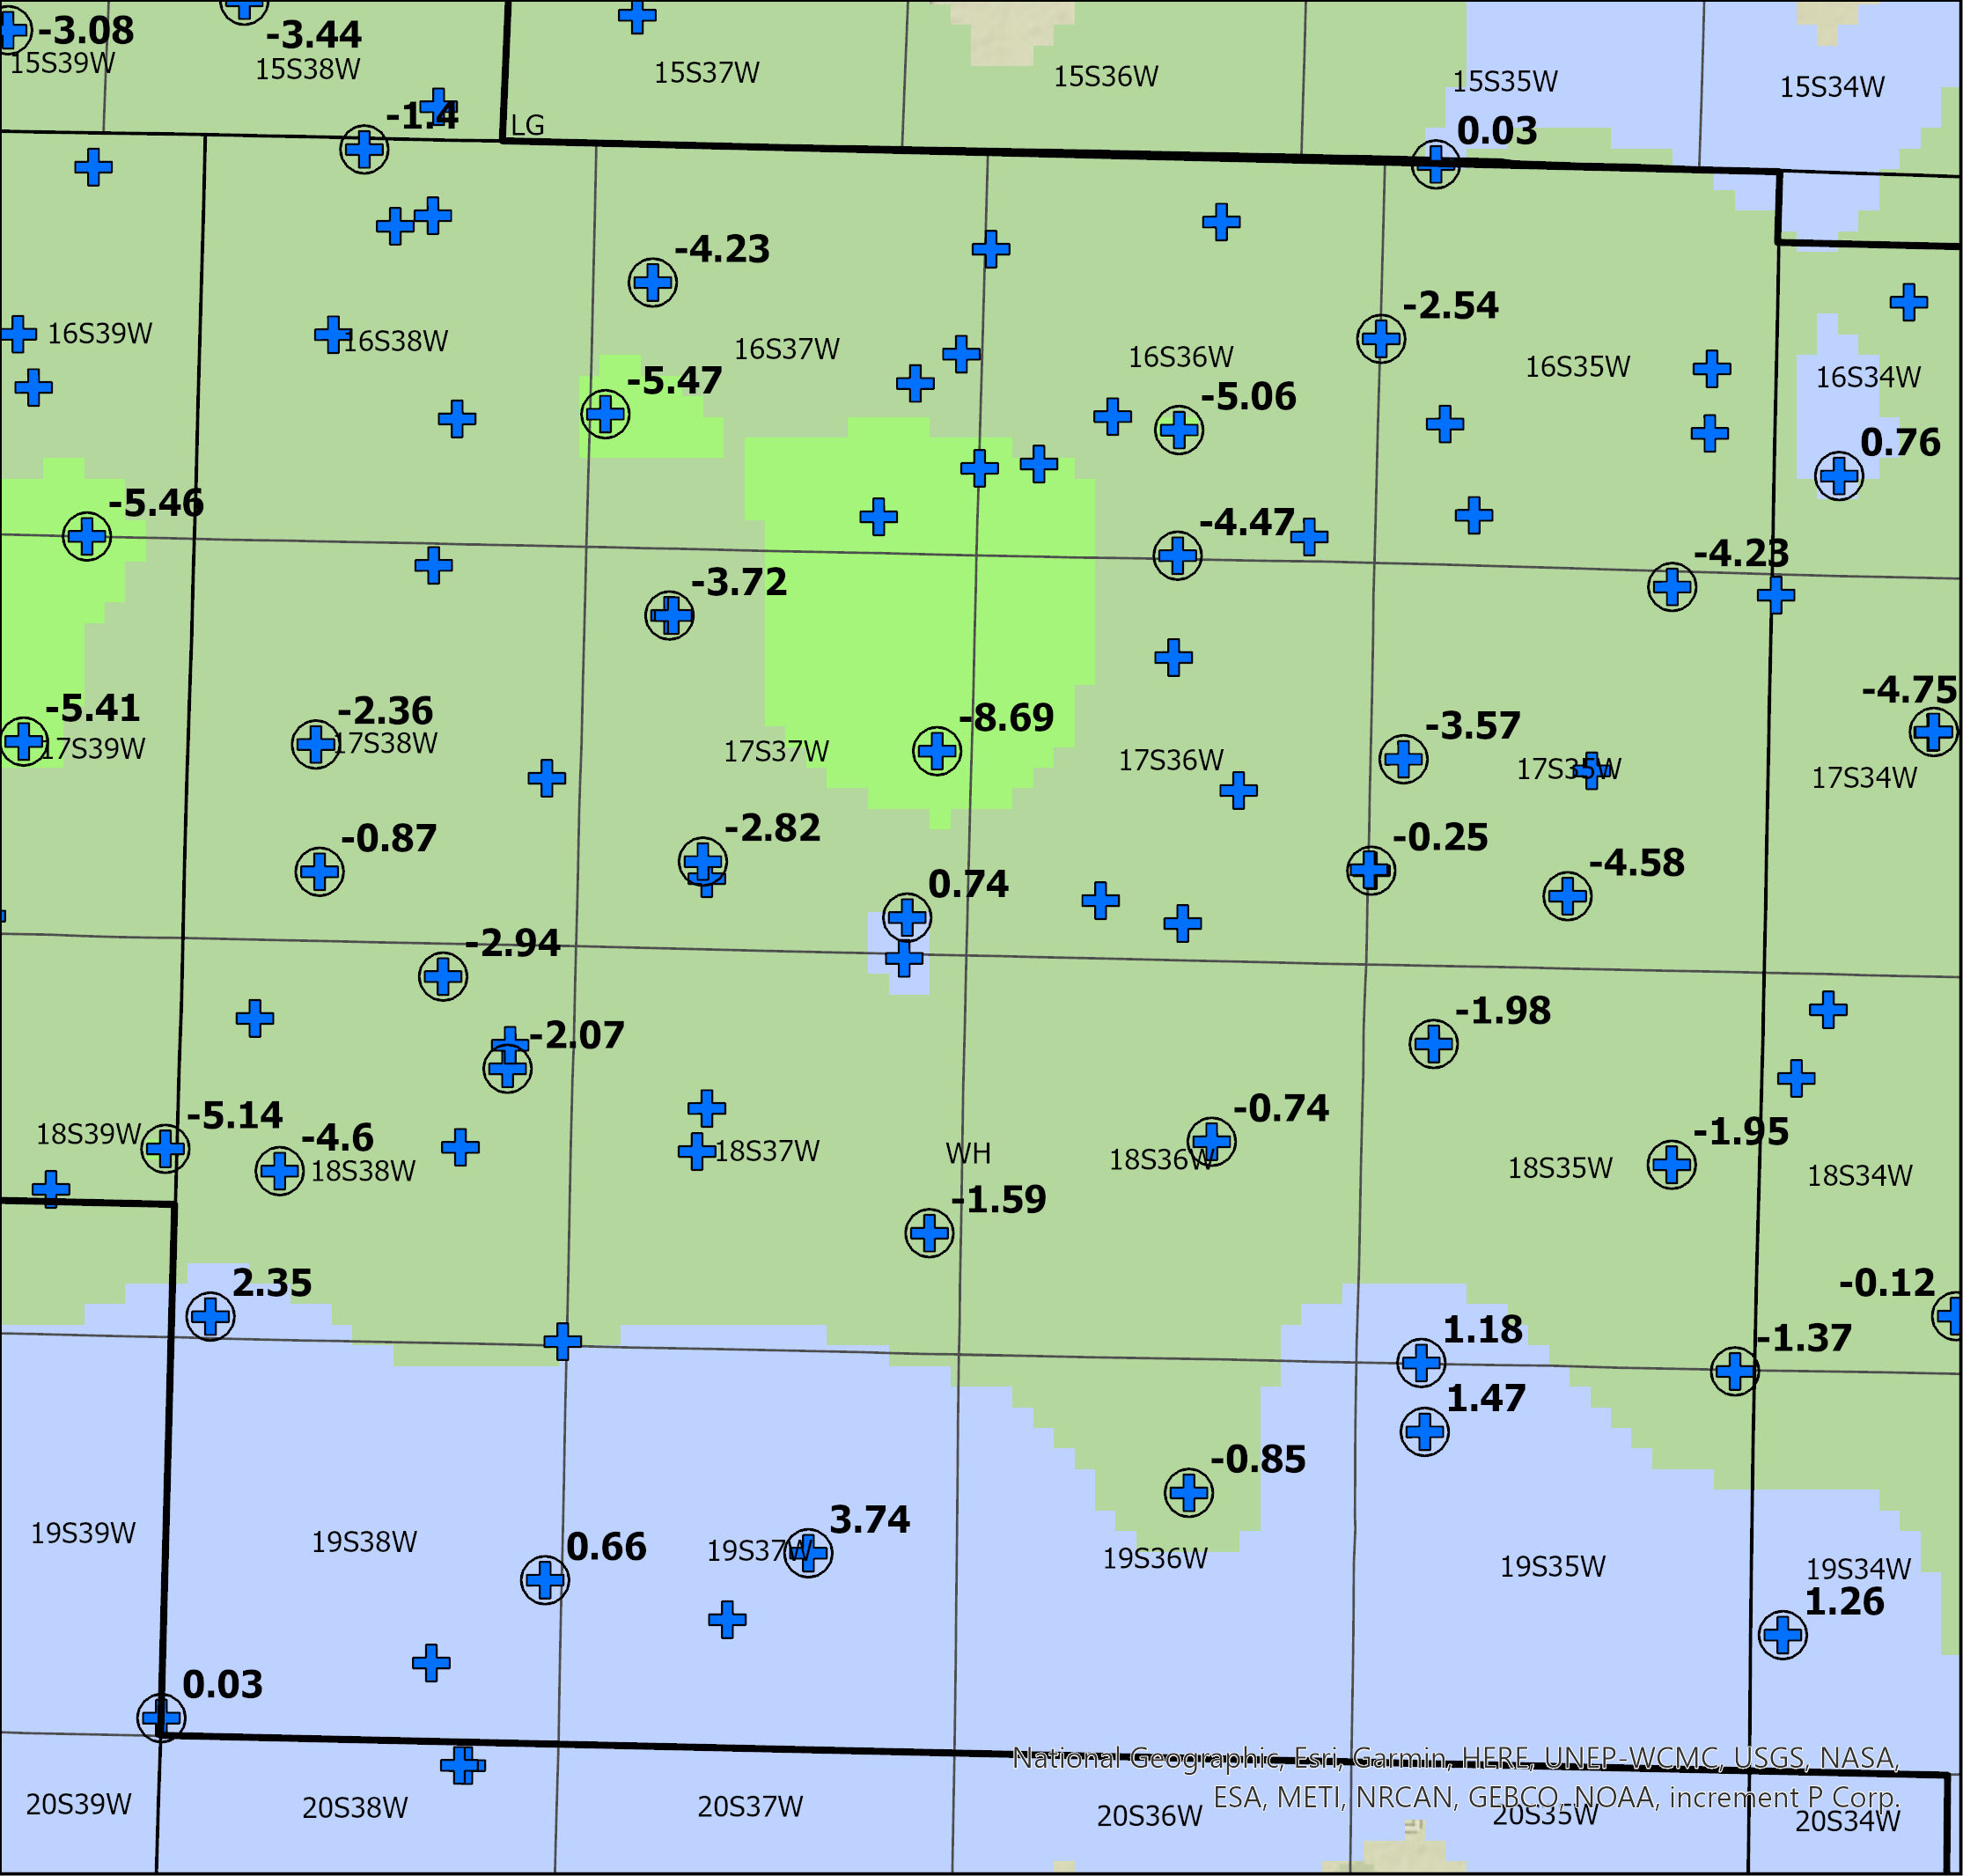 -3.08
-3.44
15S39W
15S38W
15S37W
15S36W
15S35W
15S34W
-1.4
LG
0.03
-4.23
-2.54
16S39W
16S38W
16S37W
16S36W
16S35W
16S34W
-5.47
-5.06
0.76
-5.46
-4.47
-4.23
-3.72
-5.41
-2.36
-8.69
-3.57
-4.75
17S39W
17S38W
17S37W
17S36W
17S35W
17S34W
-0.87
-2.82
-0.25
0.74
-4.58
-2.94
-2.07
-1.98
-5.14
-4.6
-0.74
-1.95
18S39W
18S38W
18S37W
WH
18S36W
18S35W
18S34W
-1.59
2.35
-0.12
1.18
-1.37
1.47
-0.85
3.74
0.66
19S39W
19S38W
19S37W
19S36W
19S35W
19S34W
1.26
0.03
National Geographic, Esri, Garmin, HERE, UNEP-WCMC, USGS, NASA,
ESA, METI, NRCAN, GEBCO, NOAA, increment P Corp.
20S39W
20S38W
20S37W
20S36W
20S35W
20S34W